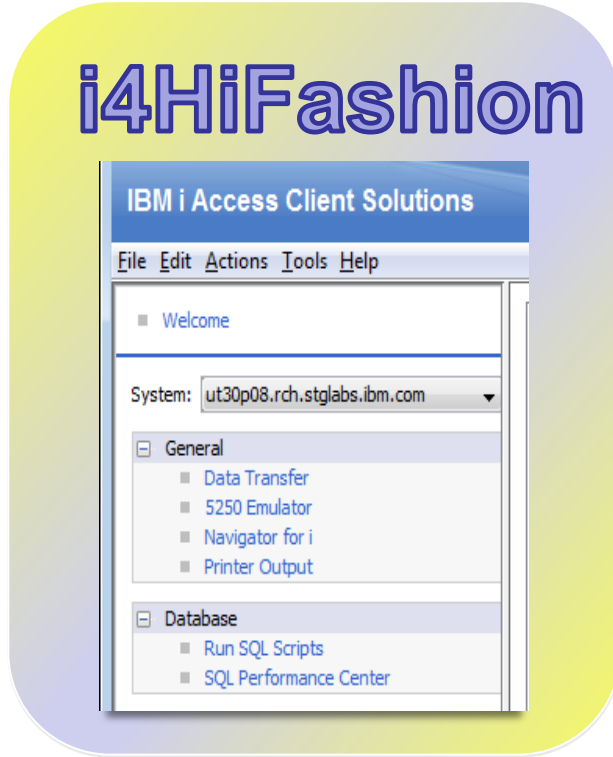 i4HiFashion
IBM i Access Client Solutions
File Edit Actions Tools Help
Welcome
System: ut30p08.rch.stglabs.ibm.com
General
Data Transfer
5250 Emulator
Navigator for i
Printer Output
Database
Run SQL Scripts
SQL Performance Center